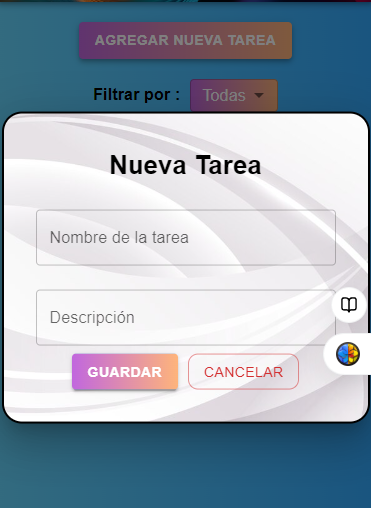 AGREGAR NUEVA TAREA
Filtrar por : Todas
Nueva Tarea
Nombre de la tarea
Descripción
GUARDAR CANCELAR